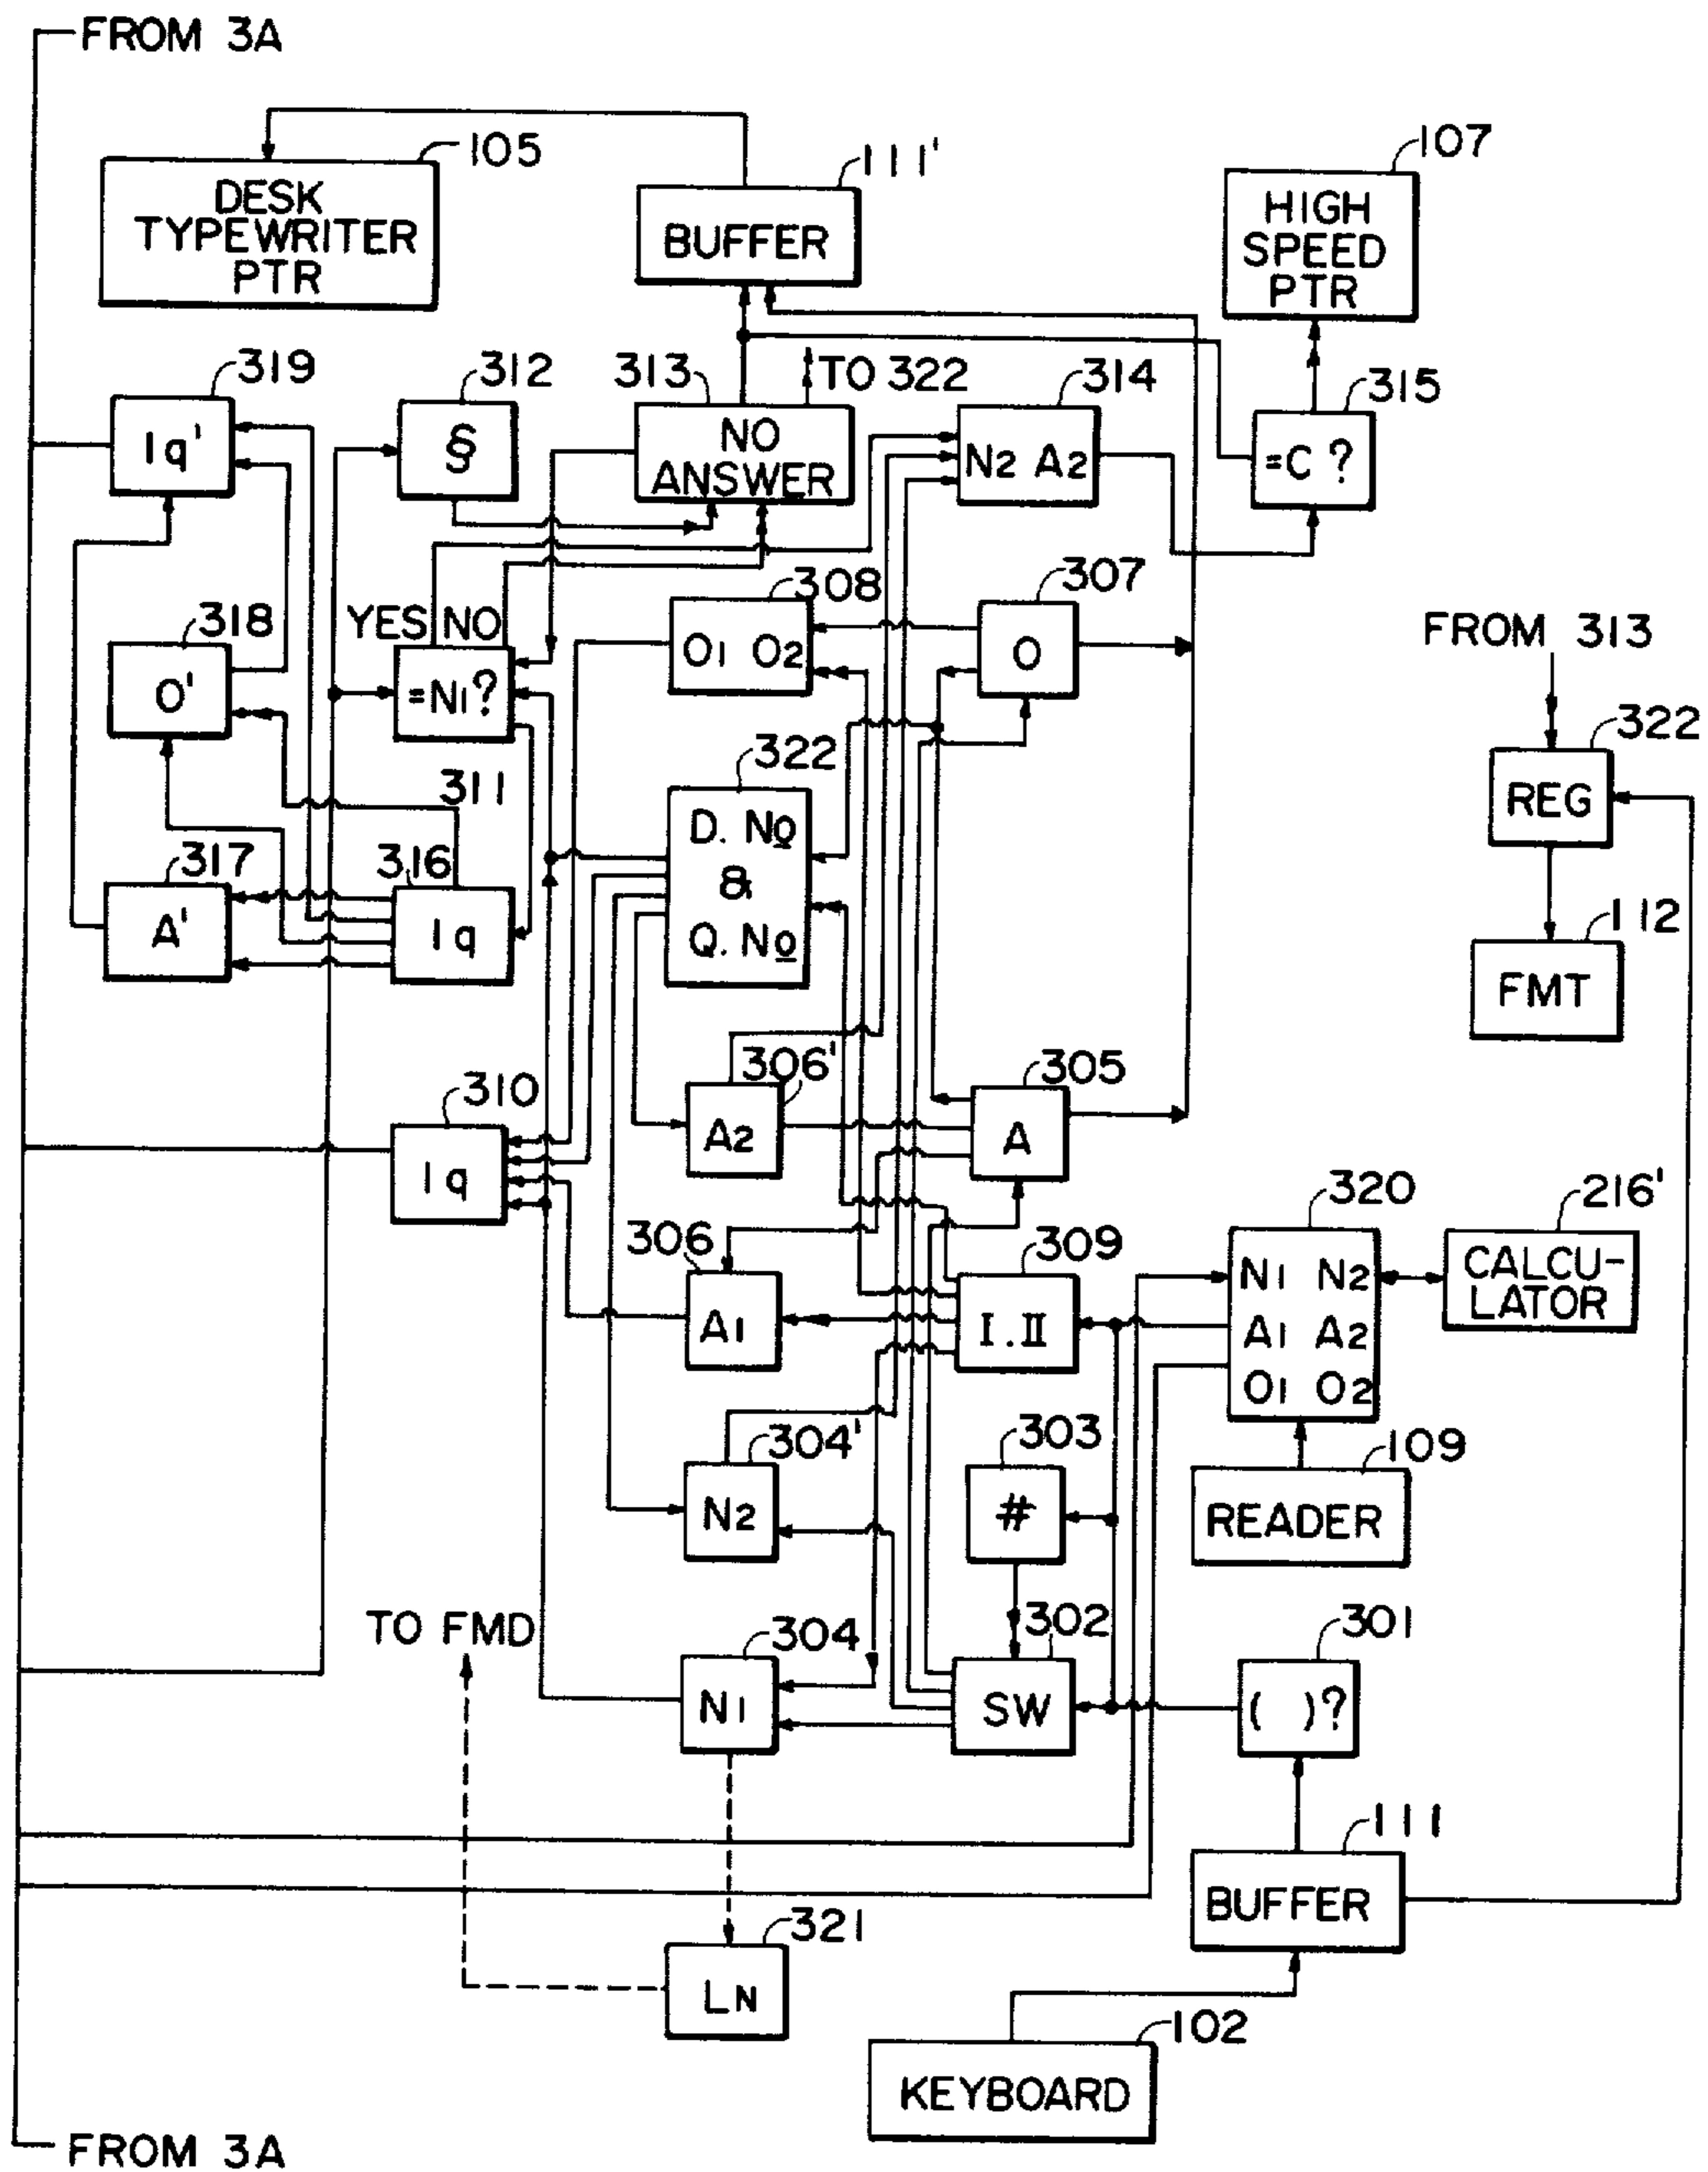 FROM 3A
105
DESK
TYPEWRITER
PTR
111'
BUFFER
107
HIGH
SPEED
PTR
319
Iq'
312
§
313
NO
ANSWER
TO 322
314
N2 A2
315
=C ?
318
O'
YES NO
=N1?
311
308
O1 O2
307
O
FROM 313
322
REG
322
D. No
&
Q. No
317
A'
316
Iq
112
FMT
310
Iq
306'
A2
305
A
306
A1
309
I.II
320
N1 N2
A1 A2
O1 O2
216'
CALCU-
LATOR
304'
N2
303
#
109
READER
TO FMD
304
N1
302
SW
301
( )?
111
BUFFER
321
LN
102
KEYBOARD
FROM 3A